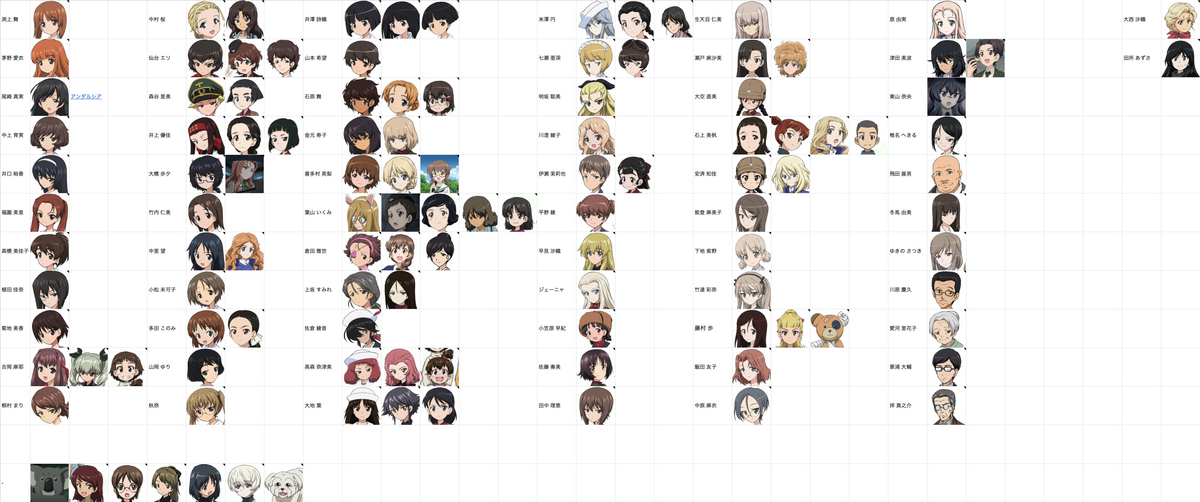 渕上 舞
中村 桜
井澤 詩織
米澤 円
生天目 仁美
原 由実
大西 沙織
茅野 愛衣
仙台 エリ
山本 希望
七瀬 亜深
瀬戸 麻沙美
津田 美波
田所 あずさ
尾崎 真実
アンダルシア
森谷 里美
石原 舞
明坂 聡美
大空 直美
東山 奈央
中上 育実
井上 優佳
金元 寿子
川澄 綾子
石上 美帆
椎名 へきる
井口 裕香
大橋 歩夕
喜多村 英梨
伊瀬 茉莉也
安済 知佳
飛田 展男
福圓 美里
竹内 仁美
葉山 いくみ
平野 綾
能登 麻美子
冬馬 由美
高橋 美佳子
中里 望
倉田 雅世
早見 沙織
下地 紫野
ゆきの さつき
植田 佳奈
小松 未可子
上坂 すみれ
ジェーニャ
竹達 彩奈
川原 慶久
菊地 美香
多田 このみ
佐倉 綾音
小笠原 早紀
藤村 歩
愛河 里花子
吉岡 麻耶
山岡 ゆり
高森 奈津美
佐藤 奏美
飯田 友子
景浦 大輔
桐村 まり
秋奈
大地 葉
田中 理恵
中原 麻衣
拝 真之介